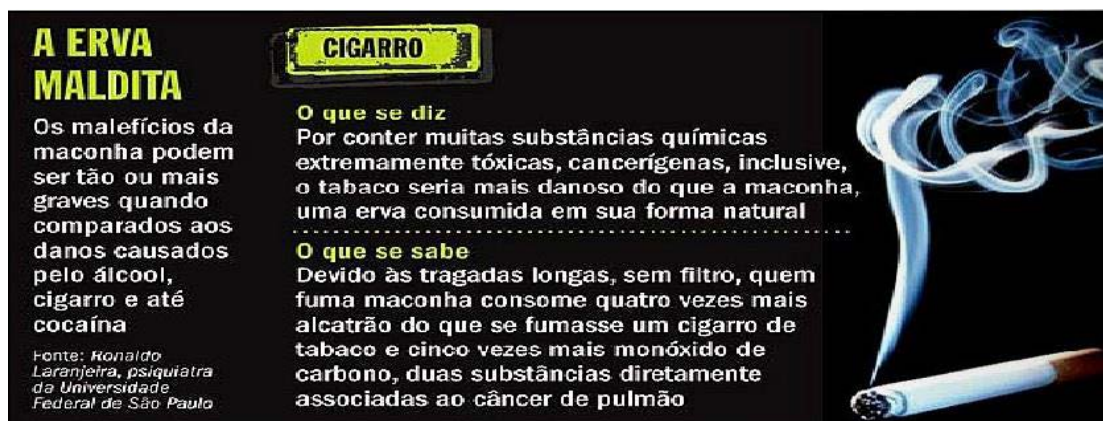 A ERVA
MALDITA
Os malefícios da
maconha podem
ser tão ou mais
graves quando
comparados aos
danos causados
pelo álcool,
cigarro e até
cocaína
Fonte: Ronaldo
Laranjeira, psiquiatra
da Universidade
Federal de São Paulo
CIGARRO
O que se diz
Por conter muitas substâncias químicas
extremamente tóxicas, cancerígenas, inclusive,
o tabaco seria mais danoso do que a maconha,
uma erva consumida em sua forma natural
O que se sabe
Devido às tragadas longas, sem filtro, quem
fuma maconha consome quatro vezes mais
alcatrão do que se fumasse um cigarro de
tabaco e cinco vezes mais monóxido de
carbono, duas substâncias diretamente
associadas ao câncer de pulmão